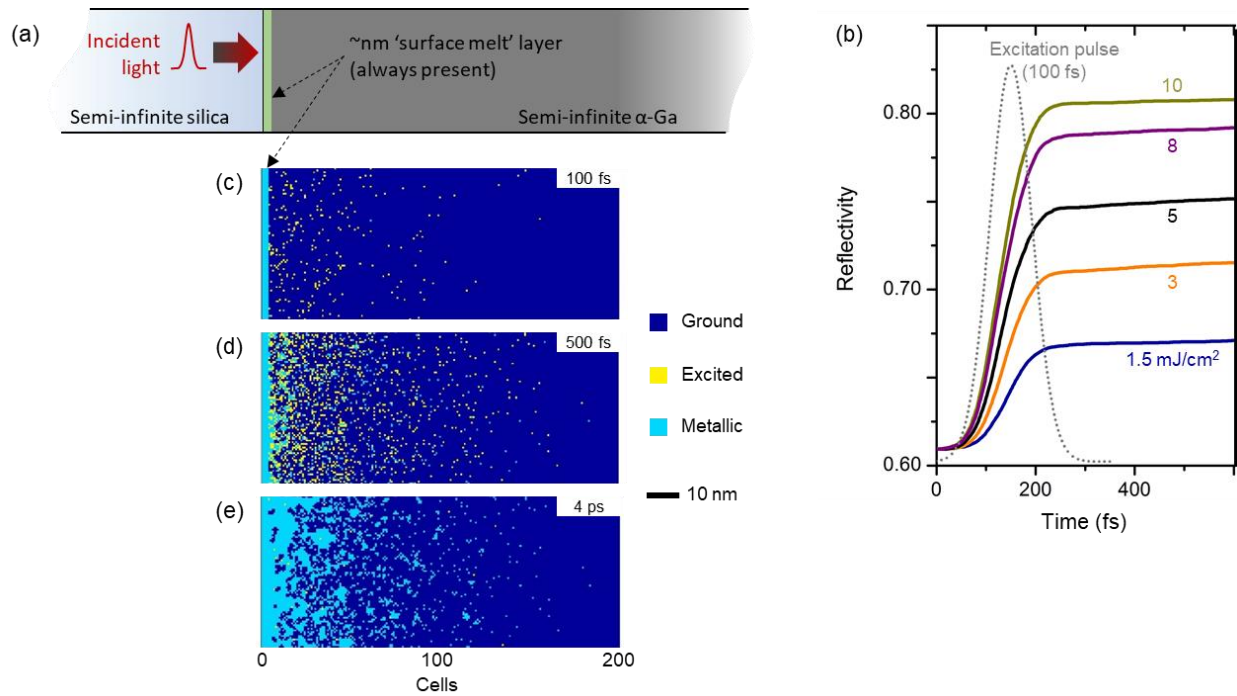 (a)
Incident
light
~nm ‘surface melt’ layer
(always present)
Semi-infinite silica
Semi-infinite α-Ga
(b)
Excitation pulse
(100 fs)
10
8
5
3
1.5 mJ/cm²
0.80
0.70
0.60
Reflectivity
0
200
400
Time (fs)
(c)
100 fs
(d)
500 fs
(e)
4 ps
Ground
Excited
Metallic
10 nm
0
100
200
Cells